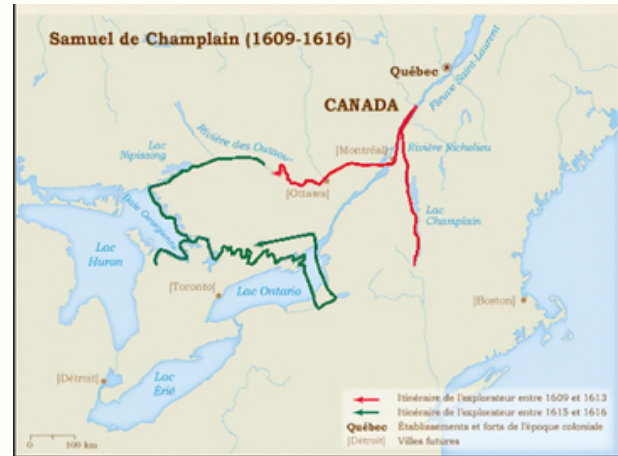 Samuel de Champlain (1609-1616)
Québec
Fleuve Saint-Laurent
CANADA
Rivière des Outaouais
Lac
Nipissing
[Montréal]
Rivière Richelieu
[Ottawa]
Baie Georgienne
Lac
Champlain
Lac
Huron
[Toronto]
Lac Ontario
[Boston]
[Détroit]
Lac
Érié
Itinéraire de l'explorateur entre 1609 et 1613
Itinéraire de l'explorateur entre 1615 et 1616
Québec Établissements et forts de l'époque coloniale
[Détroit] Villes futures
0 100 km